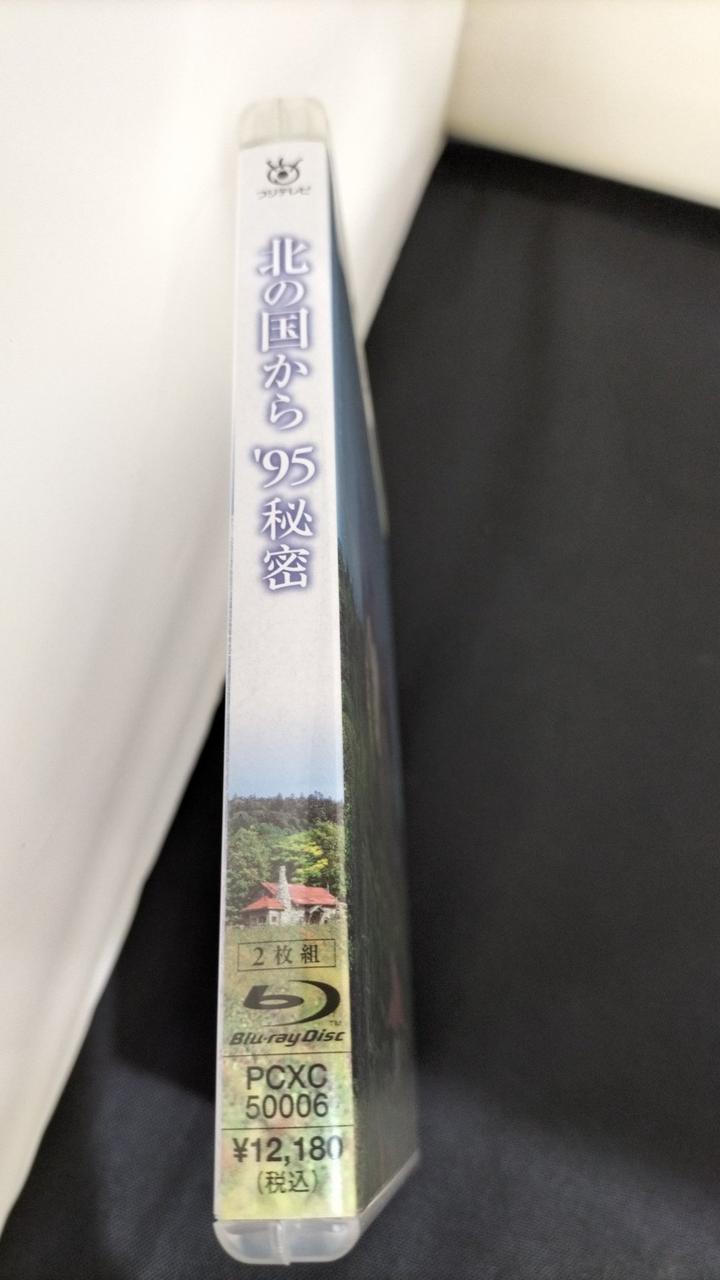 フジテレビ
北の国から '95 秘密
2枚組
Blu-ray Disc
TM
PCXC
50006
¥12,180
(税込)